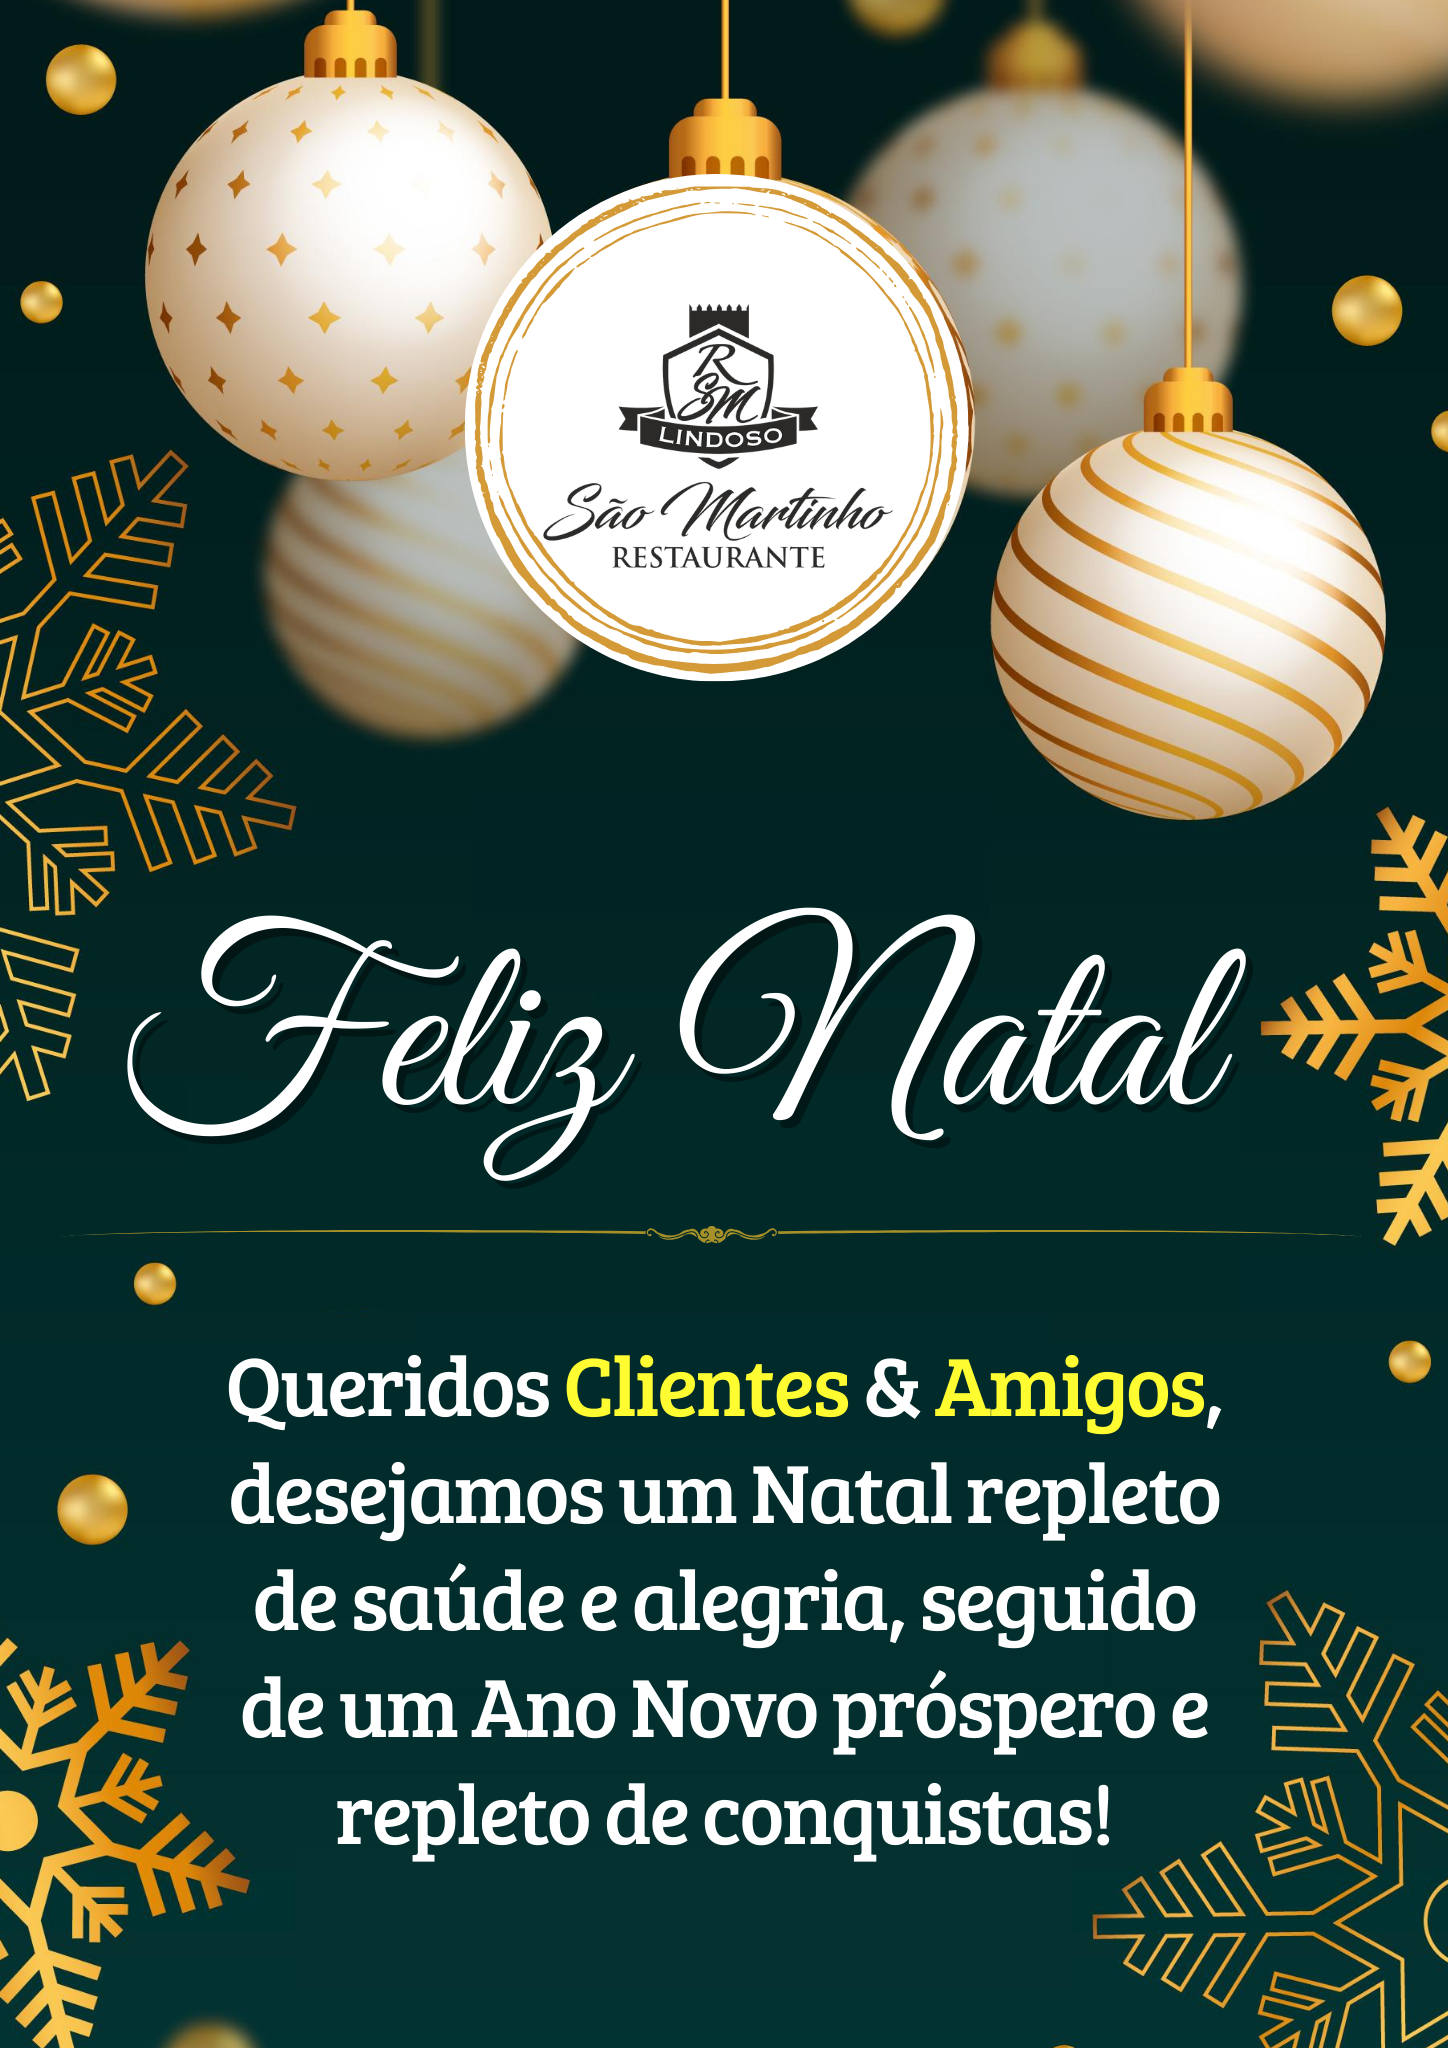 RSM
LINDOSO
São Martinho
RESTAURANTE
Feliz Natal
Queridos Clientes & Amigos,
desejamos um Natal repleto
de saúde e alegria, seguido
de um Ano Novo próspero e
repleto de conquistas!